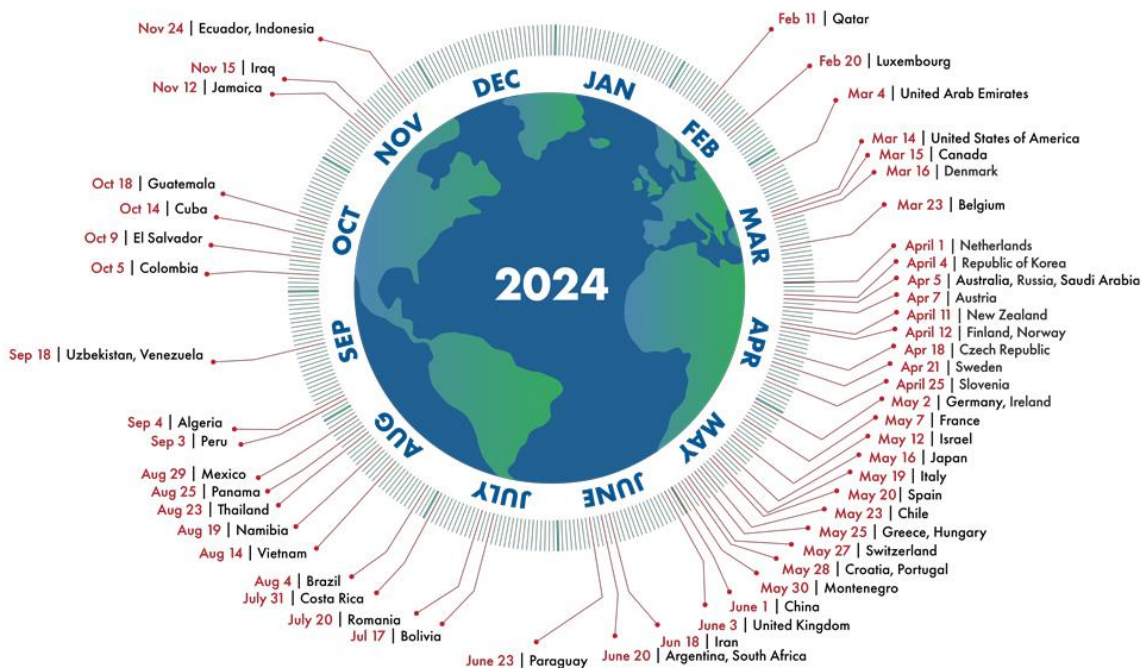 2024
JAN
FEB
MAR
APR
MAY
JUNE
JULY
AUG
SEP
OCT
NOV
DEC
Feb 11 | Qatar
Feb 20 | Luxembourg
Mar 4 | United Arab Emirates
Mar 14 | United States of America
Mar 15 | Canada
Mar 16 | Denmark
Mar 23 | Belgium
April 1 | Netherlands
April 4 | Republic of Korea
Apr 5 | Australia, Russia, Saudi Arabia
Apr 7 | Austria
April 11 | New Zealand
April 12 | Finland, Norway
Apr 18 | Czech Republic
Apr 21 | Sweden
April 25 | Slovenia
May 2 | Germany, Ireland
May 7 | France
May 12 | Israel
May 16 | Japan
May 19 | Italy
May 20 | Spain
May 23 | Chile
May 25 | Greece, Hungary
May 27 | Switzerland
May 28 | Croatia, Portugal
May 30 | Montenegro
June 1 | China
June 3 | United Kingdom
Jun 18 | Iran
June 20 | Argentina, South Africa
June 23 | Paraguay
Jul 17 | Bolivia
July 20 | Romania
July 31 | Costa Rica
Aug 4 | Brazil
Aug 14 | Vietnam
Aug 19 | Namibia
Aug 23 | Thailand
Aug 25 | Panama
Aug 29 | Mexico
Sep 3 | Peru
Sep 4 | Algeria
Sep 18 | Uzbekistan, Venezuela
Oct 5 | Colombia
Oct 9 | El Salvador
Oct 14 | Cuba
Oct 18 | Guatemala
Nov 12 | Jamaica
Nov 15 | Iraq
Nov 24 | Ecuador, Indonesia